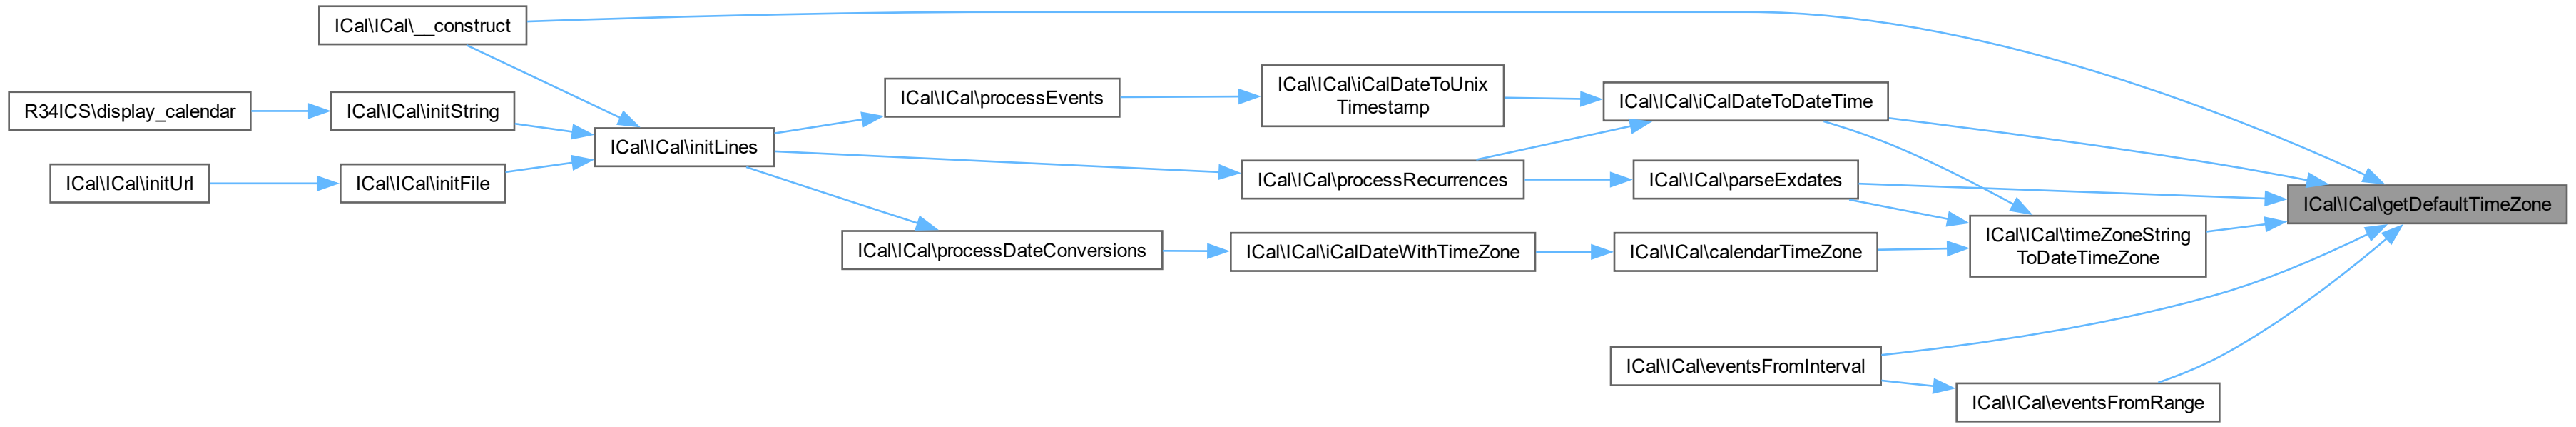 ICal\ICal\__construct
R34ICS\display_calendar
ICal\ICal\initString
ICal\ICal\initUrl
ICal\ICal\initFile
ICal\ICal\initLines
ICal\ICal\processEvents
ICal\ICal\processDateConversions
ICal\ICal\iCalDateToUnix
Timestamp
ICal\ICal\processRecurrences
ICal\ICal\iCalDateWithTimeZone
ICal\ICal\iCalDateToDateTime
ICal\ICal\parseExdates
ICal\ICal\calendarTimeZone
ICal\ICal\eventsFromInterval
ICal\ICal\timeZoneString
ToDateTimeZone
ICal\ICal\eventsFromRange
ICal\ICal\getDefaultTimeZone